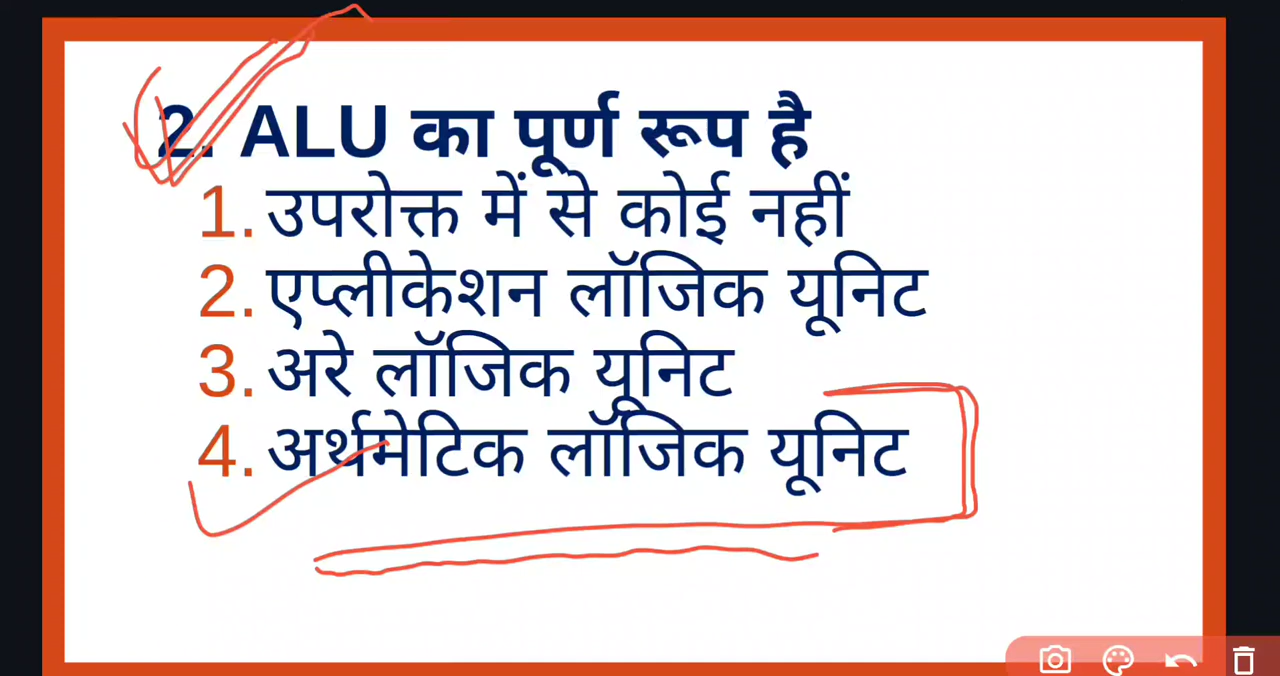 2. ALU का पूर्ण रूप है
1. उपरोक्त में से कोई नहीं
2. एप्लीकेशन लॉजिक यूनिट
3. अरे लॉजिक यूनिट
4. अर्थमेटिक लॉजिक यूनिट